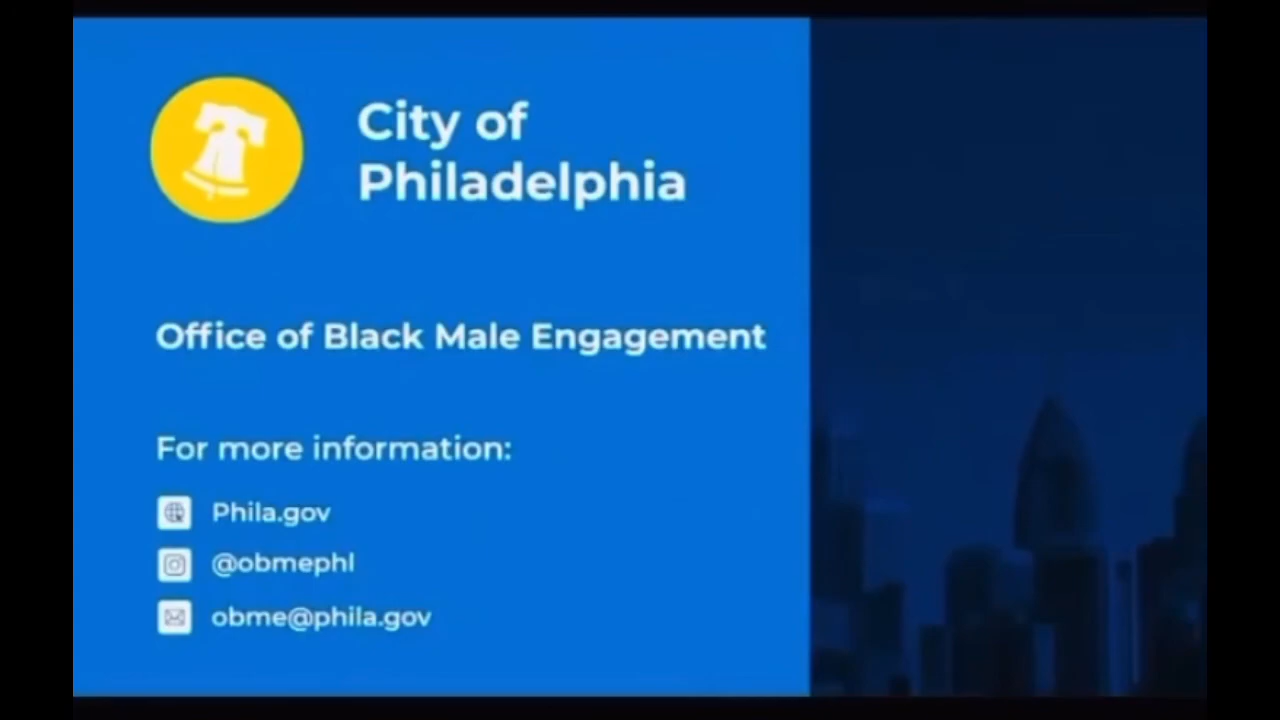 City of
Philadelphia
Office of Black Male Engagement
For more information:
Phila.gov
@obmephl
obme@phila.gov